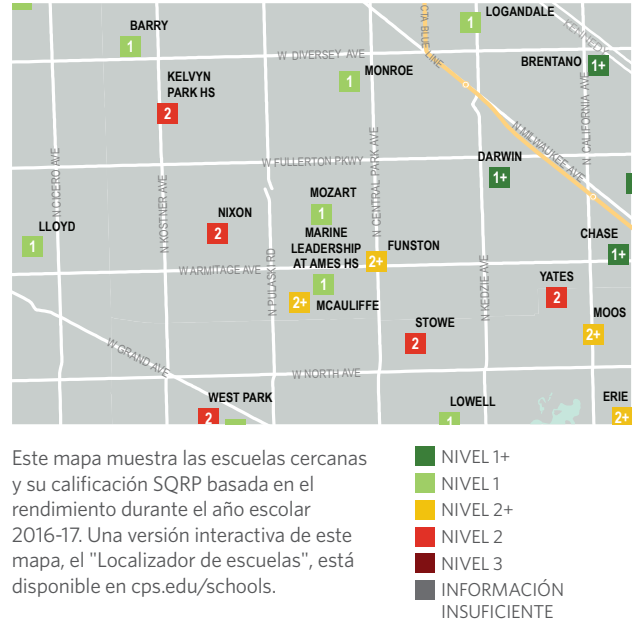 LOGANDALE
BARRY
1
1
CTA BLUE LINE
KENNEDY
W DIVERSEY AVE
BRENTANO
1+
MONROE
1
KELVYN
PARK HS
2
N MILWAUKEE AVE
N CALIFORNIA AVE
W FULLERTON PKWY
DARWIN
1+
N CICERO AVE
N KOSTNER AVE
N CENTRAL PARK AVE
MOZART
1
LLOYD
1
NIXON
2
MARINE
LEADERSHIP
AT AMES HS
1
FUNSTON
2+
CHASE
1+
W ARMITAGE AVE
N PULASKI RD
N KEDZIE AVE
2+
MCAULIFFE
YATES
2
MOOS
2+
STOWE
2
W GRAND AVE
W NORTH AVE
WEST PARK
2
LOWELL
1
ERIE
2+
Este mapa muestra las escuelas cercanas
y su calificación SQRP basada en el
rendimiento durante el año escolar
2016-17. Una versión interactiva de este
mapa, el "Localizador de escuelas", está
disponible en cps.edu/schools.
NIVEL 1+
NIVEL 1
NIVEL 2+
NIVEL 2
NIVEL 3
INFORMACIÓN
INSUFICIENTE